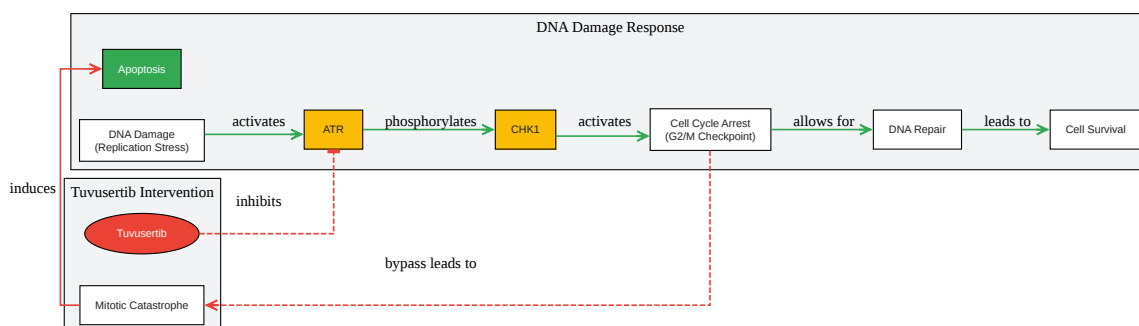 DNA Damage Response
Apoptosis
DNA Damage
(Replication Stress)
activates
ATR
phosphorylates
CHK1
activates
Cell Cycle Arrest
(G2/M Checkpoint)
allows for
DNA Repair
leads to
Cell Survival
induces
Tuvusertib Intervention
inhibits
Tuvusertib
bypass leads to
Mitotic Catastrophe